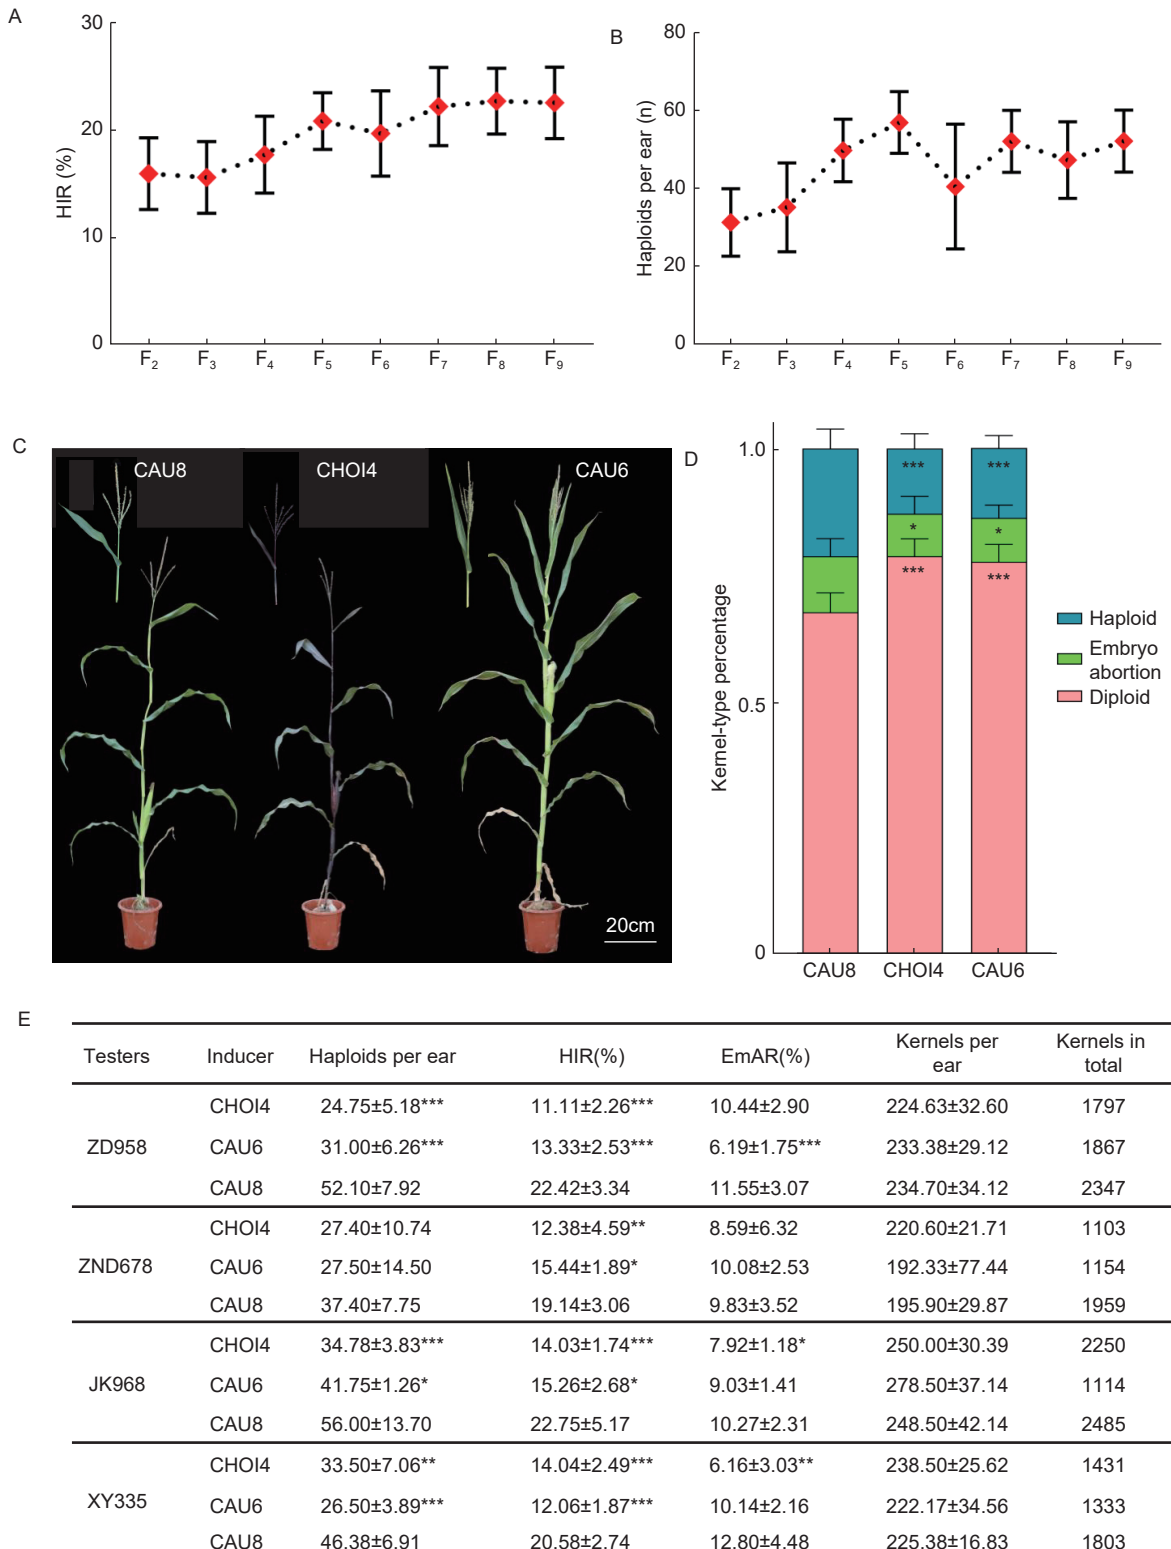 A
30
20
10
0
HIR (%)
F2 F3 F4 F5 F6 F7 F8 F9
B
80
60
40
20
0
Haploids per ear (n)
F2 F3 F4 F5 F6 F7 F8 F9
C
CAU8 CHOI4 CAU6
20cm
D
1.0
0.5
0
Kernel-type percentage
*** ***
* *
*** ***
CAU8 CHOI4 CAU6
Haploid
Embryo
abortion
Diploid
E
Testers Inducer Haploids per ear HIR(%) EmAR(%) Kernels per ear Kernels in total
CHOI4 24.75±5.18*** 11.11±2.26*** 10.44±2.90 224.63±32.60 1797
ZD958 CAU6 31.00±6.26*** 13.33±2.53*** 6.19±1.75*** 233.38±29.12 1867
CAU8 52.10±7.92 22.42±3.34 11.55±3.07 234.70±34.12 2347
CHOI4 27.40±10.74 12.38±4.59** 8.59±6.32 220.60±21.71 1103
ZND678 CAU6 27.50±14.50 15.44±1.89* 10.08±2.53 192.33±77.44 1154
CAU8 37.40±7.75 19.14±3.06 9.83±3.52 195.90±29.87 1959
CHOI4 34.78±3.83*** 14.03±1.74*** 7.92±1.18* 250.00±30.39 2250
JK968 CAU6 41.75±1.26* 15.26±2.68* 9.03±1.41 278.50±37.14 1114
CAU8 56.00±13.70 22.75±5.17 10.27±2.31 248.50±42.14 2485
CHOI4 33.50±7.06** 14.04±2.49*** 6.16±3.03** 238.50±25.62 1431
XY335 CAU6 26.50±3.89*** 12.06±1.87*** 10.14±2.16 222.17±34.56 1333
CAU8 46.38±6.91 20.58±2.74 12.80±4.48 225.38±16.83 1803